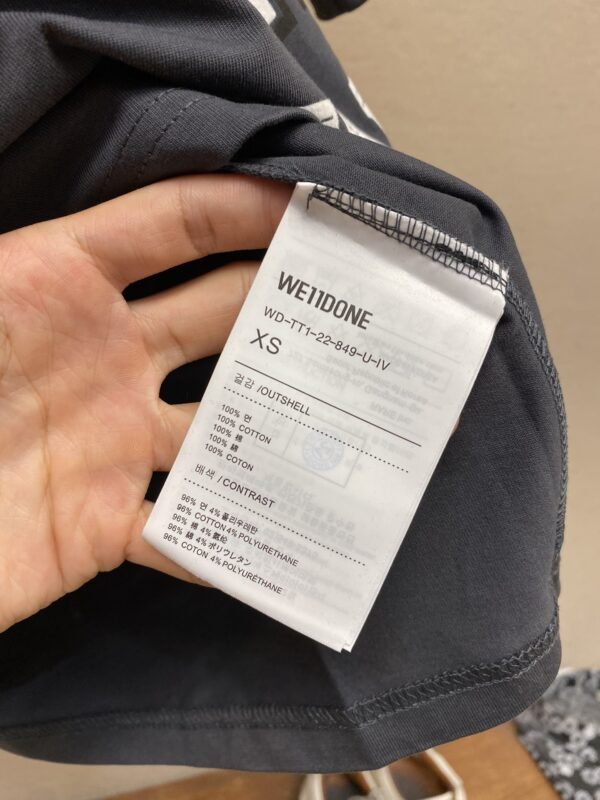 WE11DONE
WD-TT1-22-849-U-IV
XS
겉감 /OUTSHELL
100% 면
100% COTTON
100% 棉
100% 綿
100% COTON
배색 /CONTRAST
96% 면 4% 폴리우레탄
96% COTTON 4% POLYURETHANE
96% 棉 4% 氨纶
96% 綿 4% ポリウレタン
96% COTON 4% POLYURÉTHANE